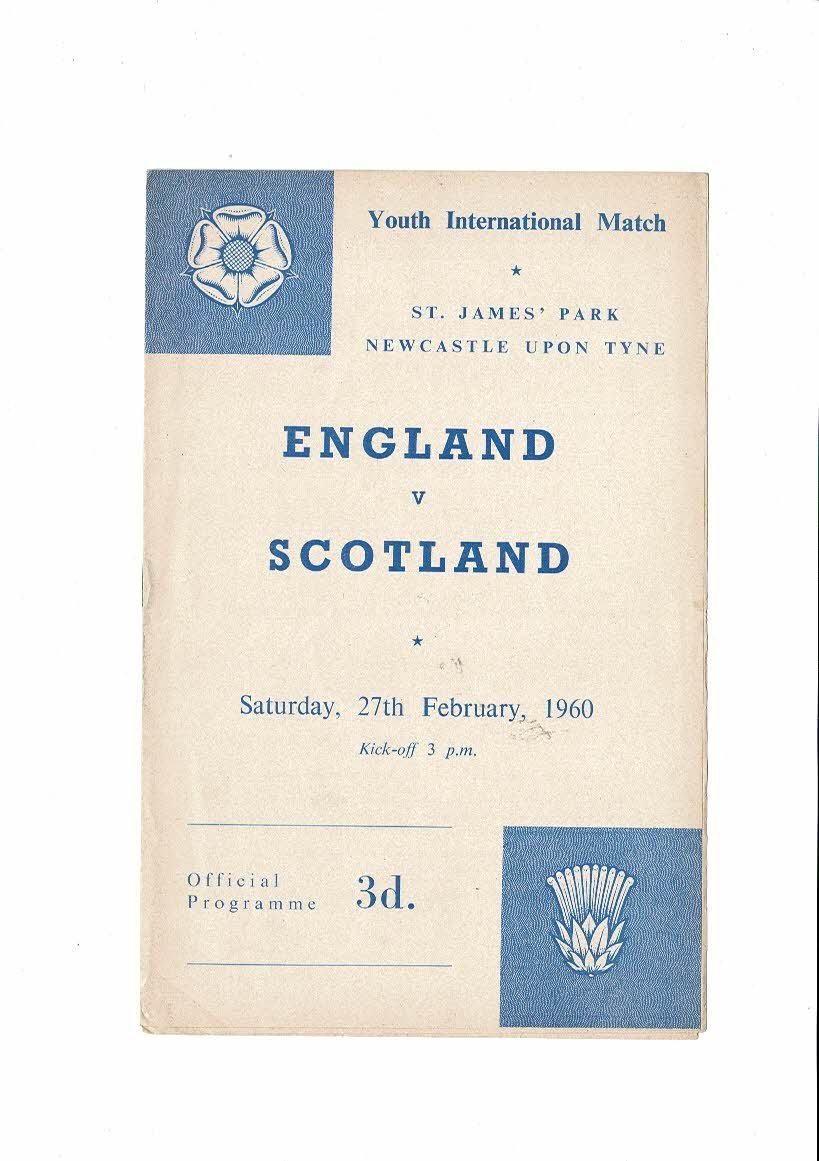 Youth International Match
ST. JAMES' PARK
NEWCASTLE UPON TYNE
ENGLAND
v
SCOTLAND
Saturday, 27th February, 1960
Kick-off 3 p.m.
Official
Programme
3d.